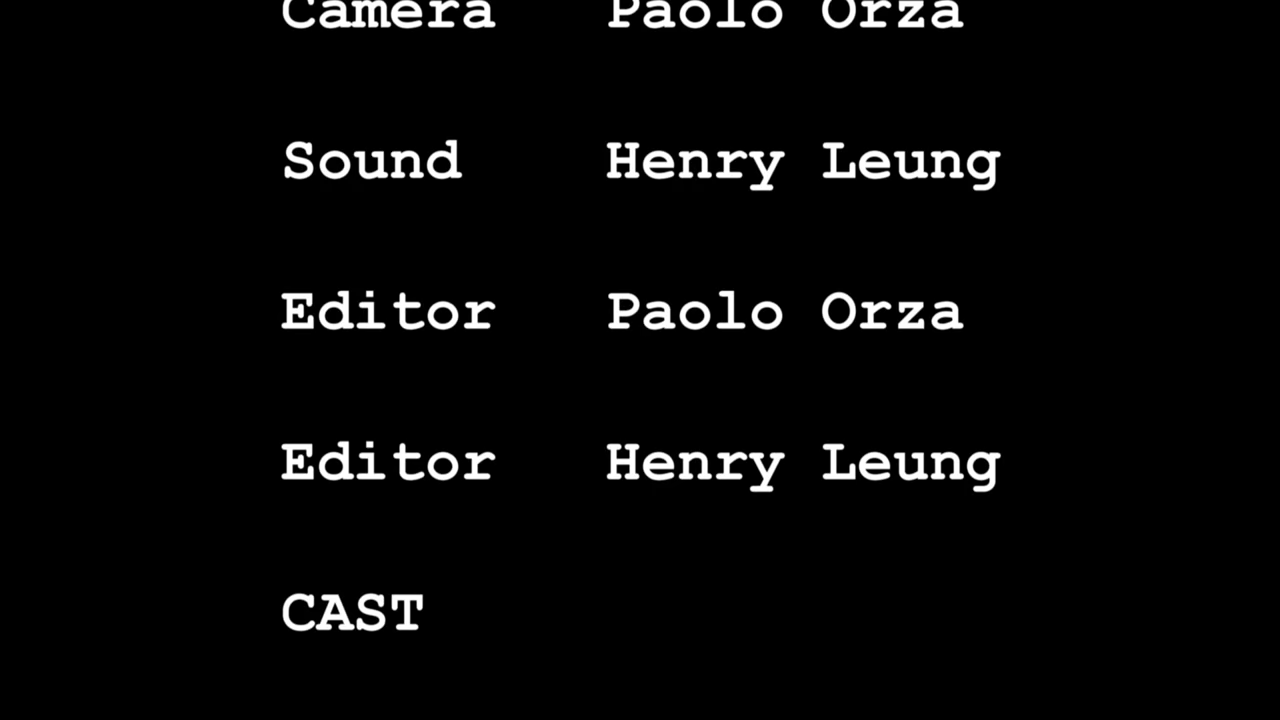 Camera Paolo Orza
Sound Henry Leung
Editor Paolo Orza
Editor Henry Leung
CAST